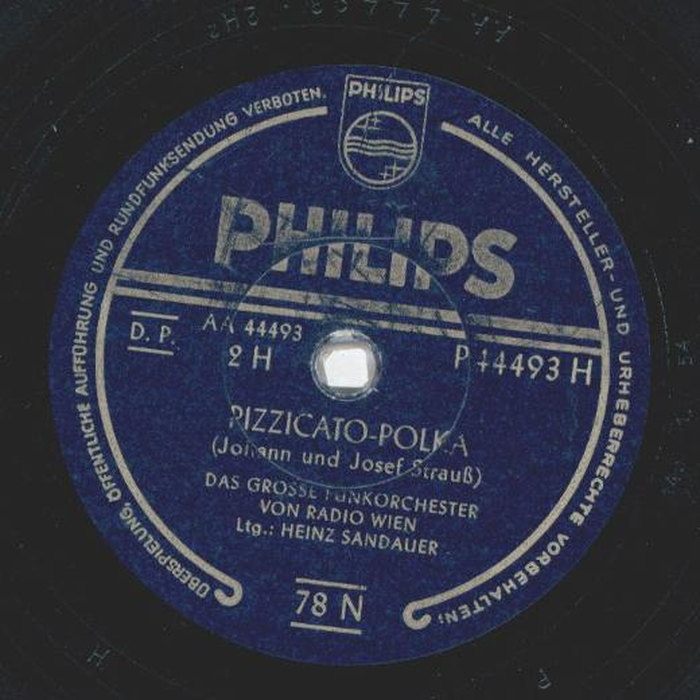 PHILIPS
ALLE HERSTELLER- UND URHEBERRECHTE VORBEHALTEN;
ÜBERSPIELUNG, ÖFFENTLICHE AUFFÜHRUNG UND RUNDFUNKSENDUNG VERBOTEN.
PHILIPS
D. P.
AA 44493
2 H
P 44493 H
PIZZICATO-POLKA
(Johann und Josef Strauß)
DAS GROSSE FUNKORCHESTER
VON RADIO WIEN
Ltg.: HEINZ SANDAUER
78 N